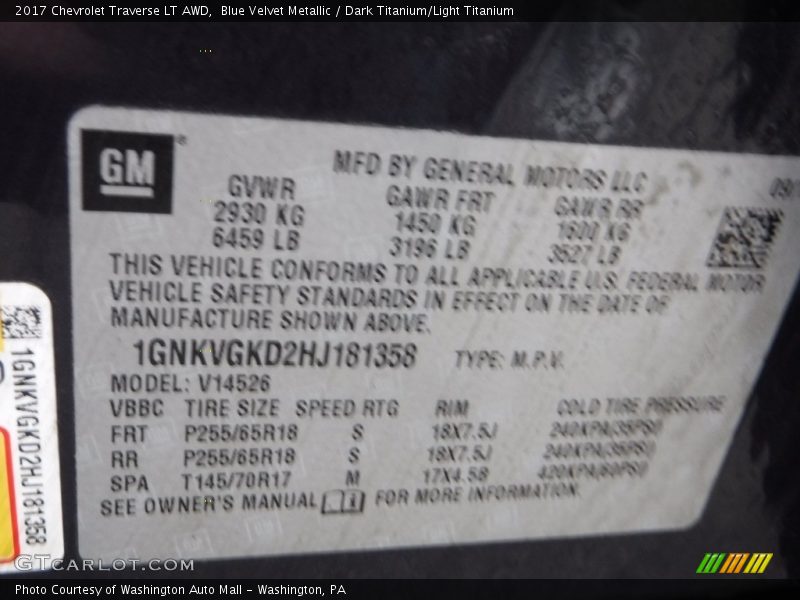 2017 Chevrolet Traverse LT AWD,  Blue Velvet Metallic / Dark Titanium/Light Titanium
GM®
MFD BY GENERAL MOTORS LLC
GVWR GAWR FRT GAWR RR
2930 KG 1450 KG 1600 KG
6459 LB 3196 LB 3527 LB
THIS VEHICLE CONFORMS TO ALL APPLICABLE U.S. FEDERAL MOTOR
VEHICLE SAFETY STANDARDS IN EFFECT ON THE DATE OF
MANUFACTURE SHOWN ABOVE.
1GNKVGKD2HJ181358 TYPE: M.P.V.
MODEL: V14526
VBBC TIRE SIZE SPEED RTG RIM COLD TIRE PRESSURE
FRT P255/65R18 S 18X7.5J 240KPA(35PSI)
RR P255/65R18 S 18X7.5J 240KPA(35PSI)
SPA T145/70R17 M 17X4.5B 420KPA(60PSI)
SEE OWNER'S MANUAL FOR MORE INFORMATION.
1GNKVGKD2HJ181358
GTCarLot.com
Photo Courtesy of Washington Auto Mall - Washington, PA